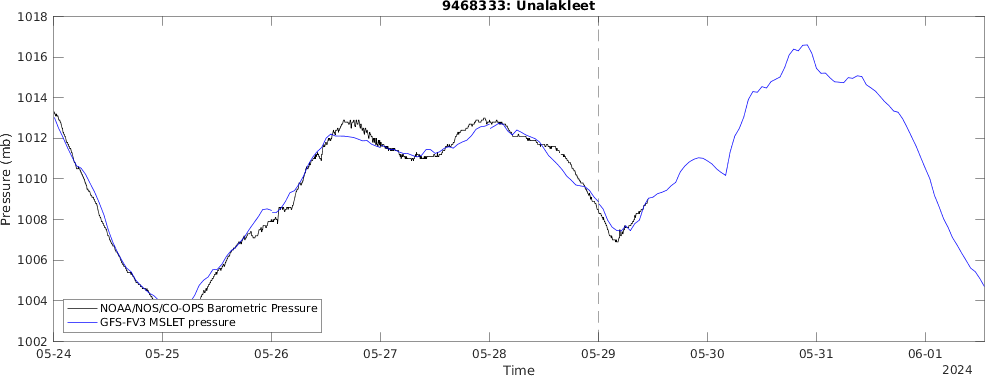 9468333: Unalakleet
1018
1016
1014
1012
1010
1008
1006
1004
1002
Pressure (mb)
NOAA/NOS/CO-OPS Barometric Pressure
GFS-FV3 MSLET pressure
05-24 05-25 05-26 05-27 05-28 05-29 05-30 05-31 06-01
Time
2024